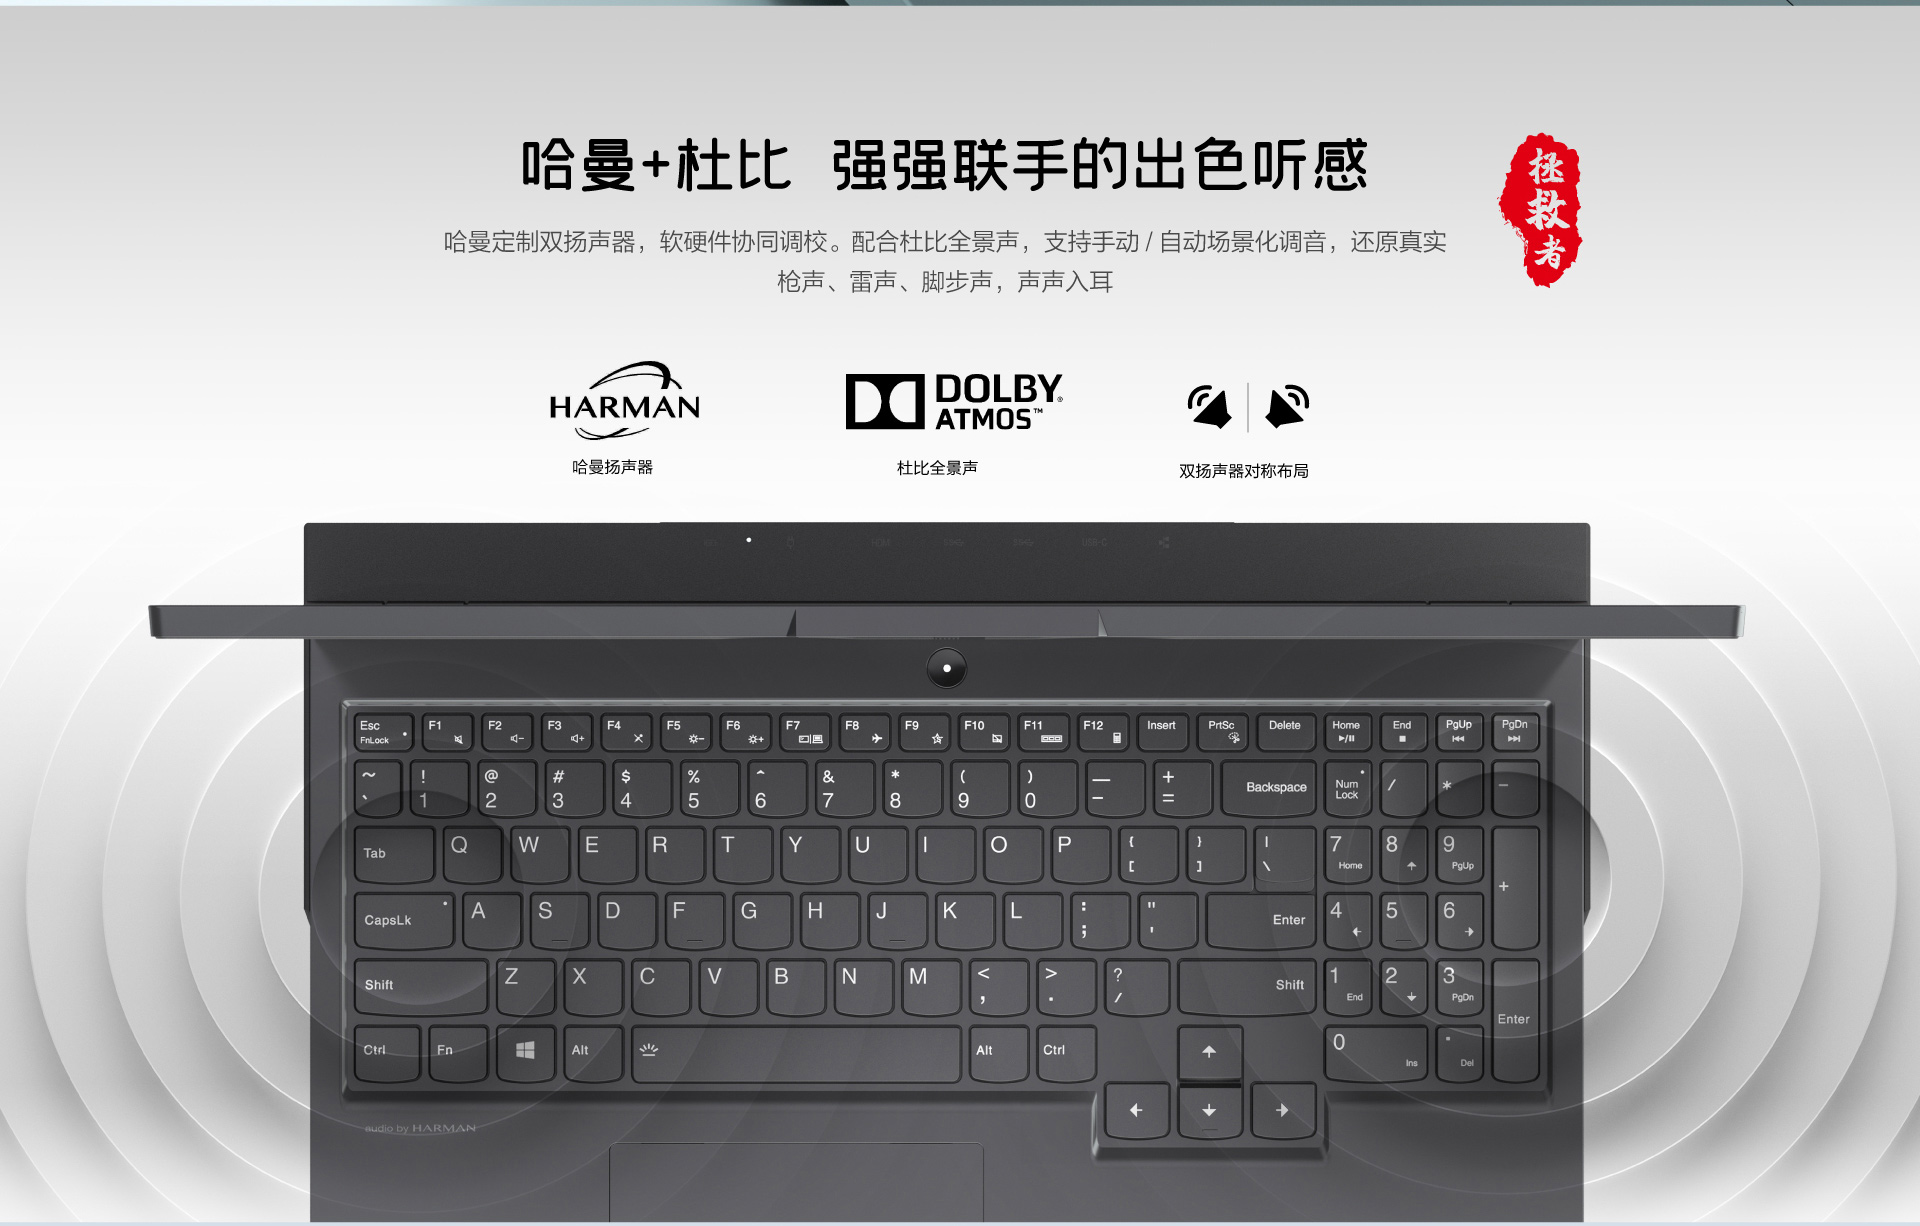 哈曼+杜比 强强联手的出色听感
拯救者
哈曼定制双扬声器，软硬件协同调校。配合杜比全景声，支持手动 / 自动场景化调音，还原真实
枪声、雷声、脚步声，声声入耳
HARMAN
DOLBY
ATMOS™
哈曼扬声器
杜比全景声
双扬声器对称布局
USB-C
Esc F1 F2 F3 F4 F5 F6 F7 F8 F9 F10 F11 F12 Insert PrtSc Delete Home End PgUp PgDn
FnLock
~ ! @ # $ % ^ & * ( ) — +
` 1 2 3 4 5 6 7 8 9 0 - = Backspace Num Lock / * -
Tab Q W E R T Y U I O P { } | 7 8 9
[ ] \ Home PgUp +
CapsLk A S D F G H J K L : " Enter 4 5 6
; '
Shift Z X C V B N M < > ? Shift 1 2 3
, . / End PgDn
Ctrl Fn Alt Alt Ctrl 0 . Enter
Ins Del
audio by HARMAN